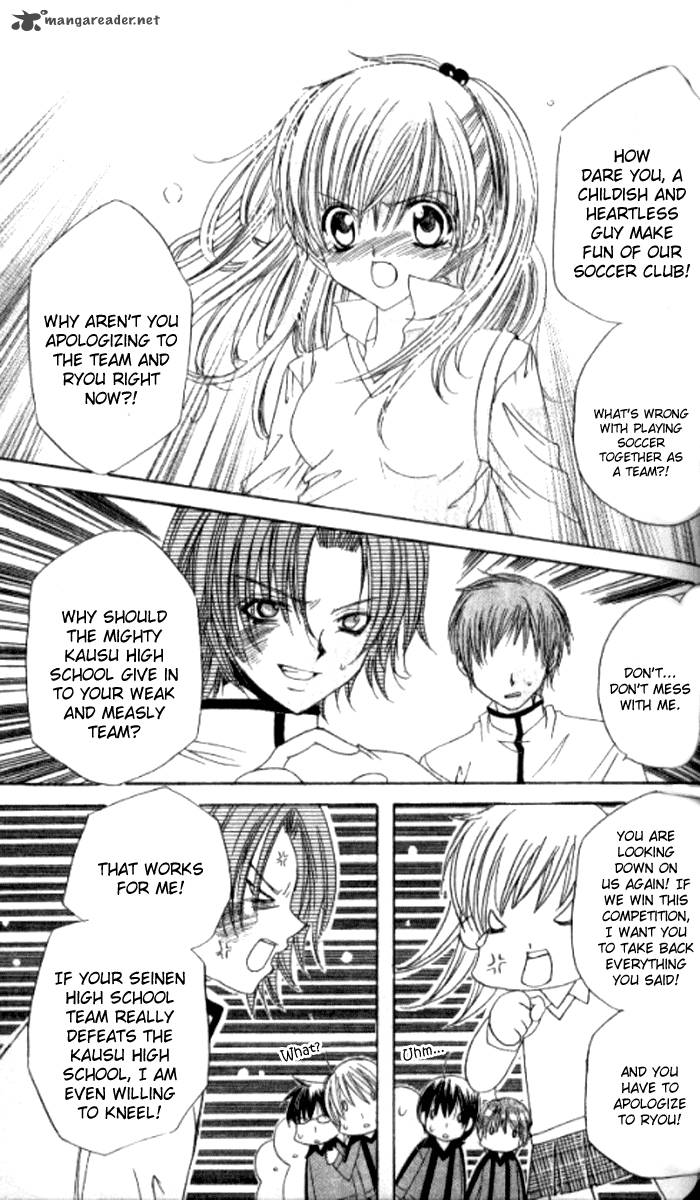 mangareader.net
HOW
DARE YOU, A
CHILDISH AND
HEARTLESS
GUY MAKE
FUN OF OUR
SOCCER CLUB!
WHAT'S WRONG
WITH PLAYING
SOCCER
TOGETHER AS
A TEAM?!
WHY AREN'T YOU
APOLOGIZING TO
THE TEAM AND
RYOU RIGHT
NOW?!
DON'T...
DON'T MESS
WITH ME.
WHY SHOULD
THE MIGHTY
KAUSU HIGH
SCHOOL GIVE IN
TO YOUR WEAK
AND MEASLY
TEAM?
YOU ARE
LOOKING
DOWN ON
US AGAIN! IF
WE WIN THIS
COMPETITION,
I WANT YOU
TO TAKE BACK
EVERYTHING
YOU SAID!
AND YOU
HAVE TO
APOLOGIZE
TO RYOU!
Uhm...
What?
THAT WORKS
FOR ME!
IF YOUR SEINEN
HIGH SCHOOL
TEAM REALLY
DEFEATS THE
KAUSU HIGH
SCHOOL, I AM
EVEN WILLING
TO KNEEL!